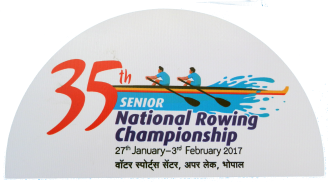 35th
SENIOR
National Rowing
Championship
27th January–3rd February 2017
वॉटर स्पोर्ट्स सेंटर, अपर लेक, भोपाल